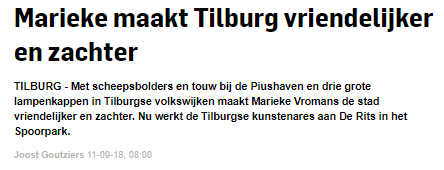 Marieke maakt Tilburg vriendelijker
en zachter
TILBURG - Met scheepsbolders en touw bij de Piushaven en drie grote
lampenkappen in Tilburgse volkswijken maakt Marieke Vromans de stad
vriendelijker en zachter. Nu werkt de Tilburgse kunstenares aan De Rits in het
Spoorpark.
Joost Goutziers 11-09-18, 08:00